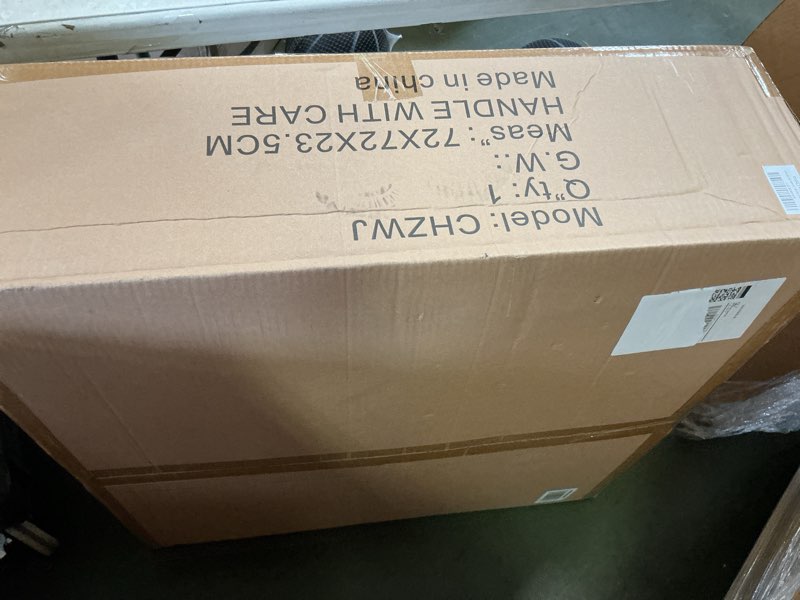 Model: CHZWJ
Q"ty: 1
G.W.:
Meas": 72X72X23.5CM
HANDLE WITH CARE
Made in china